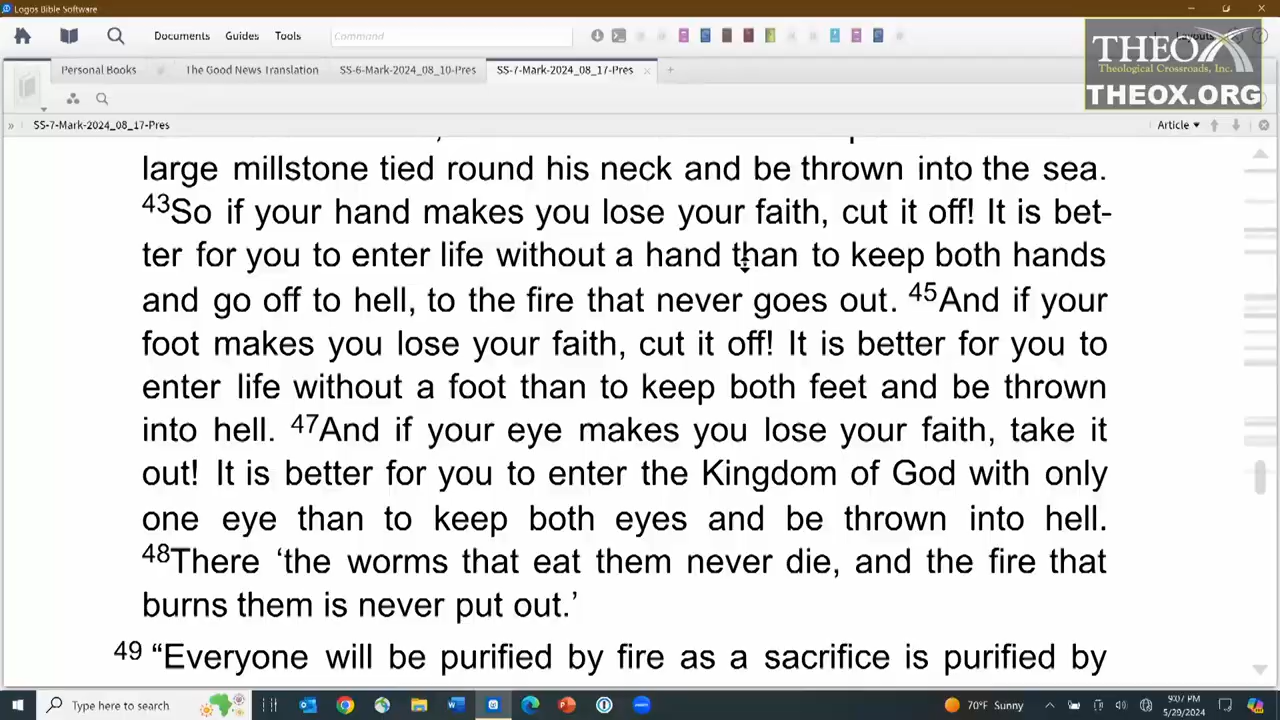 Logos Bible Software
Documents Guides Tools Command Layouts
THEOX
Theological Crossroads, Inc.
THEOX.ORG
Personal Books The Good News Translation SS-6-Mark-2024 SS-7-Mark-2024_08_17-Pres
SS-7-Mark-2024_08_17-Pres Article
large millstone tied round his neck and be thrown into the sea.
43So if your hand makes you lose your faith, cut it off! It is bet-
ter for you to enter life without a hand than to keep both hands
and go off to hell, to the fire that never goes out. 45And if your
foot makes you lose your faith, cut it off! It is better for you to
enter life without a foot than to keep both feet and be thrown
into hell. 47And if your eye makes you lose your faith, take it
out! It is better for you to enter the Kingdom of God with only
one eye than to keep both eyes and be thrown into hell.
48There ‘the worms that eat them never die, and the fire that
burns them is never put out.’
49 “Everyone will be purified by fire as a sacrifice is purified by
Type here to search 70°F Sunny 9:07 PM
5/29/2024